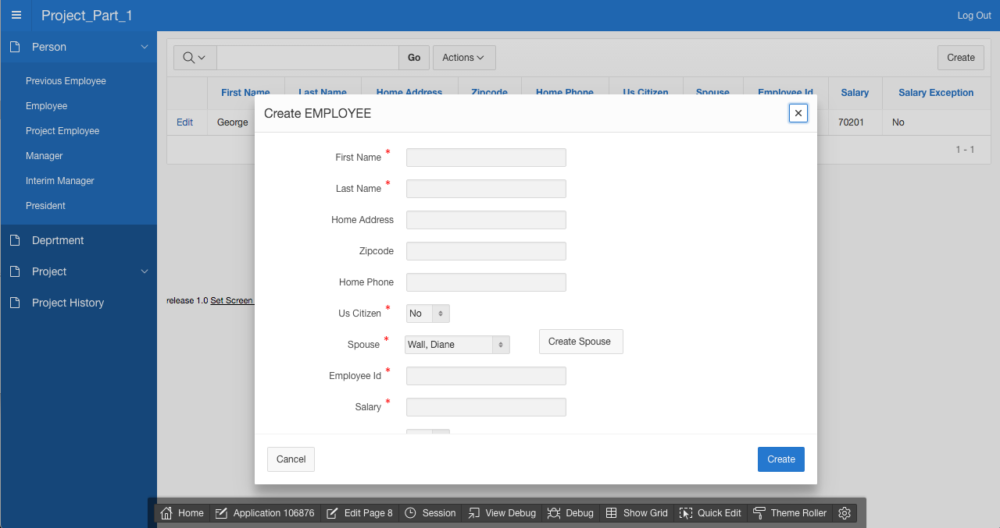 Project_Part_1
Log Out
Person
Previous Employee
Employee
Project Employee
Manager
Interim Manager
President
Deprtment
Project
Project History
Go
Actions
Create
First Name Last Name Home Address Zipcode Home Phone Us Citizen Spouse Employee Id Salary Salary Exception
Edit George 70201 No
1 - 1
release 1.0 Set Screen
Create EMPLOYEE
First Name *
Last Name *
Home Address
Zipcode
Home Phone
Us Citizen * No
Spouse * Wall, Diane Create Spouse
Employee Id *
Salary *
Cancel Create
Home Application 106876 Edit Page 8 Session View Debug Debug Show Grid Quick Edit Theme Roller